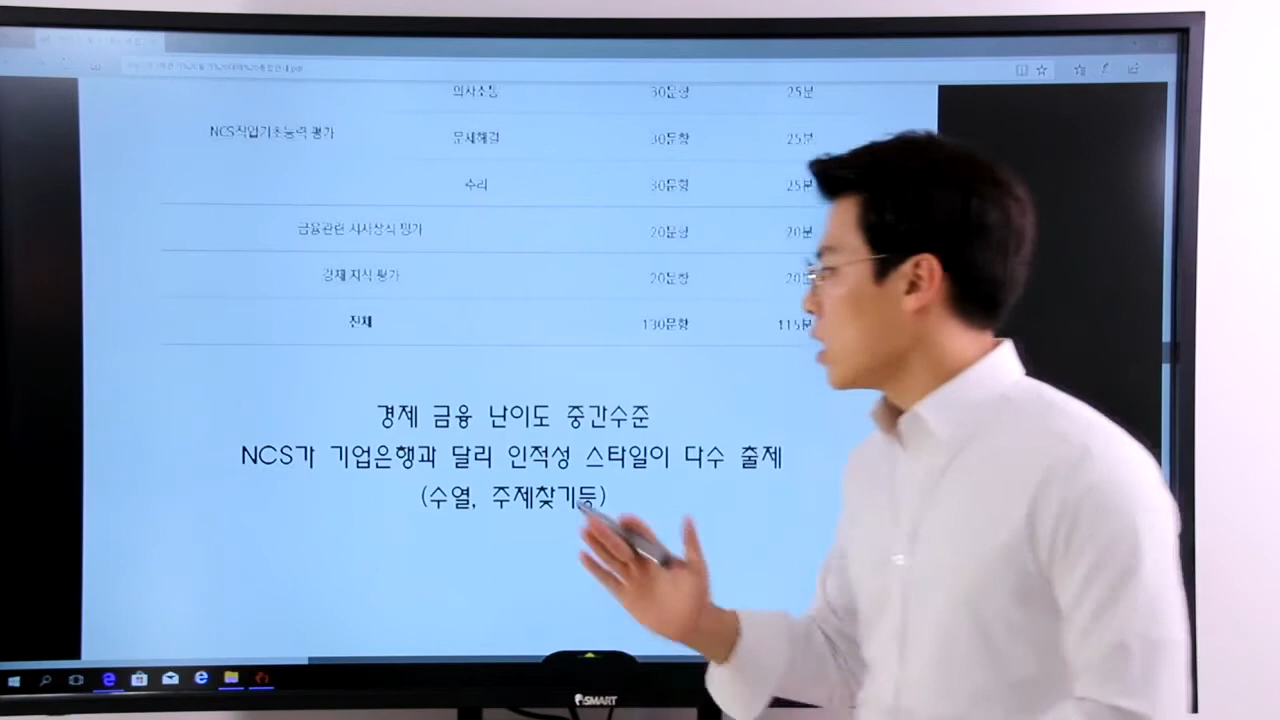 의사소통 30문항 25분
NCS직업기초능력 평가 문제해결 30문항 25분
수리 30문항 25분
금융관련 시사상식 평가 20문항 20분
경제 지식 평가 20문항 20분
전체 130문항 115분
경제 금융 난이도 중간수준
NCS가 기업은행과 달리 인적성 스타일이 다수 출제
(수열, 주제찾기등)
SMART